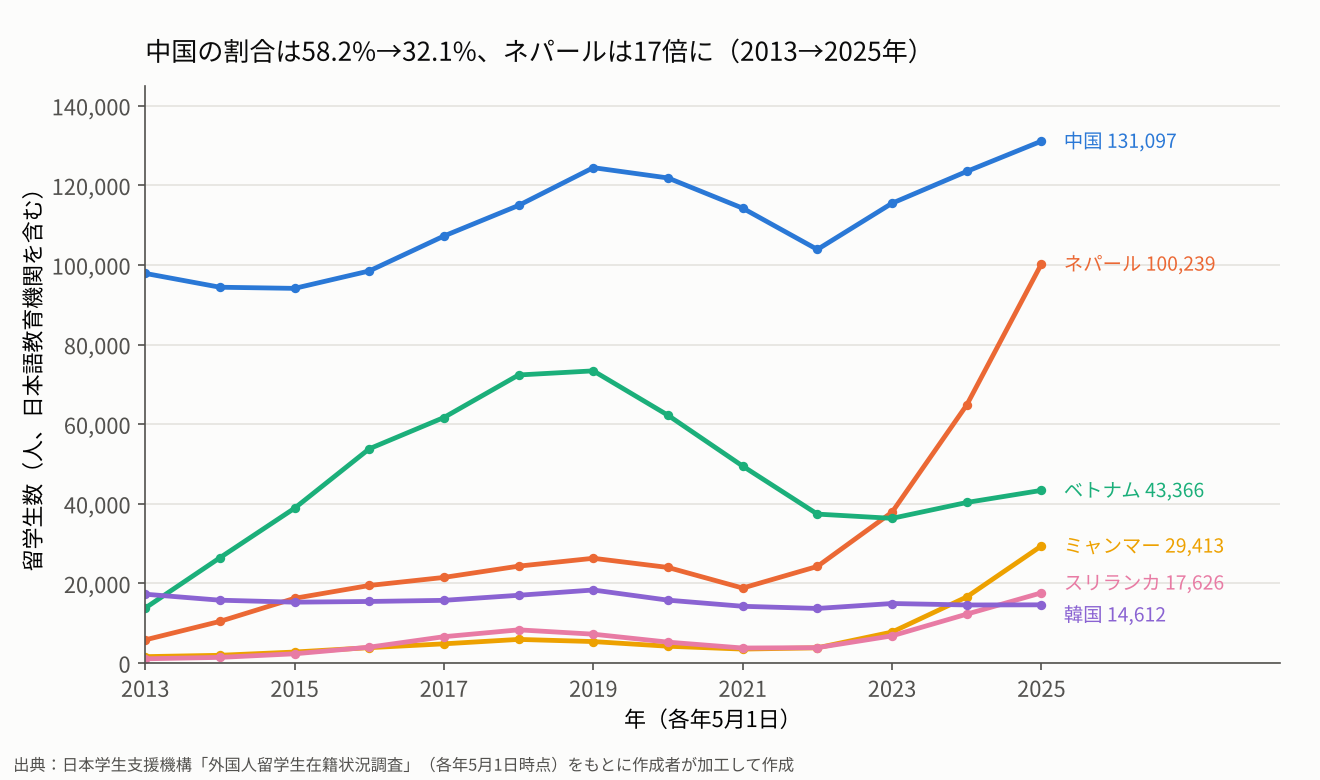 中国の割合は58.2%→32.1%、ネパールは17倍に（2013→2025年）
留学生数（人、日本語教育機関を含む）
140,000
120,000
100,000
80,000
60,000
40,000
20,000
0
中国 131,097
ネパール 100,239
ベトナム 43,366
ミャンマー 29,413
スリランカ 17,626
韓国 14,612
2013 2015 2017 2019 2021 2023 2025
年（各年5月1日）
出典：日本学生支援機構「外国人留学生在籍状況調査」（各年5月1日時点）をもとに作成者が加工して作成